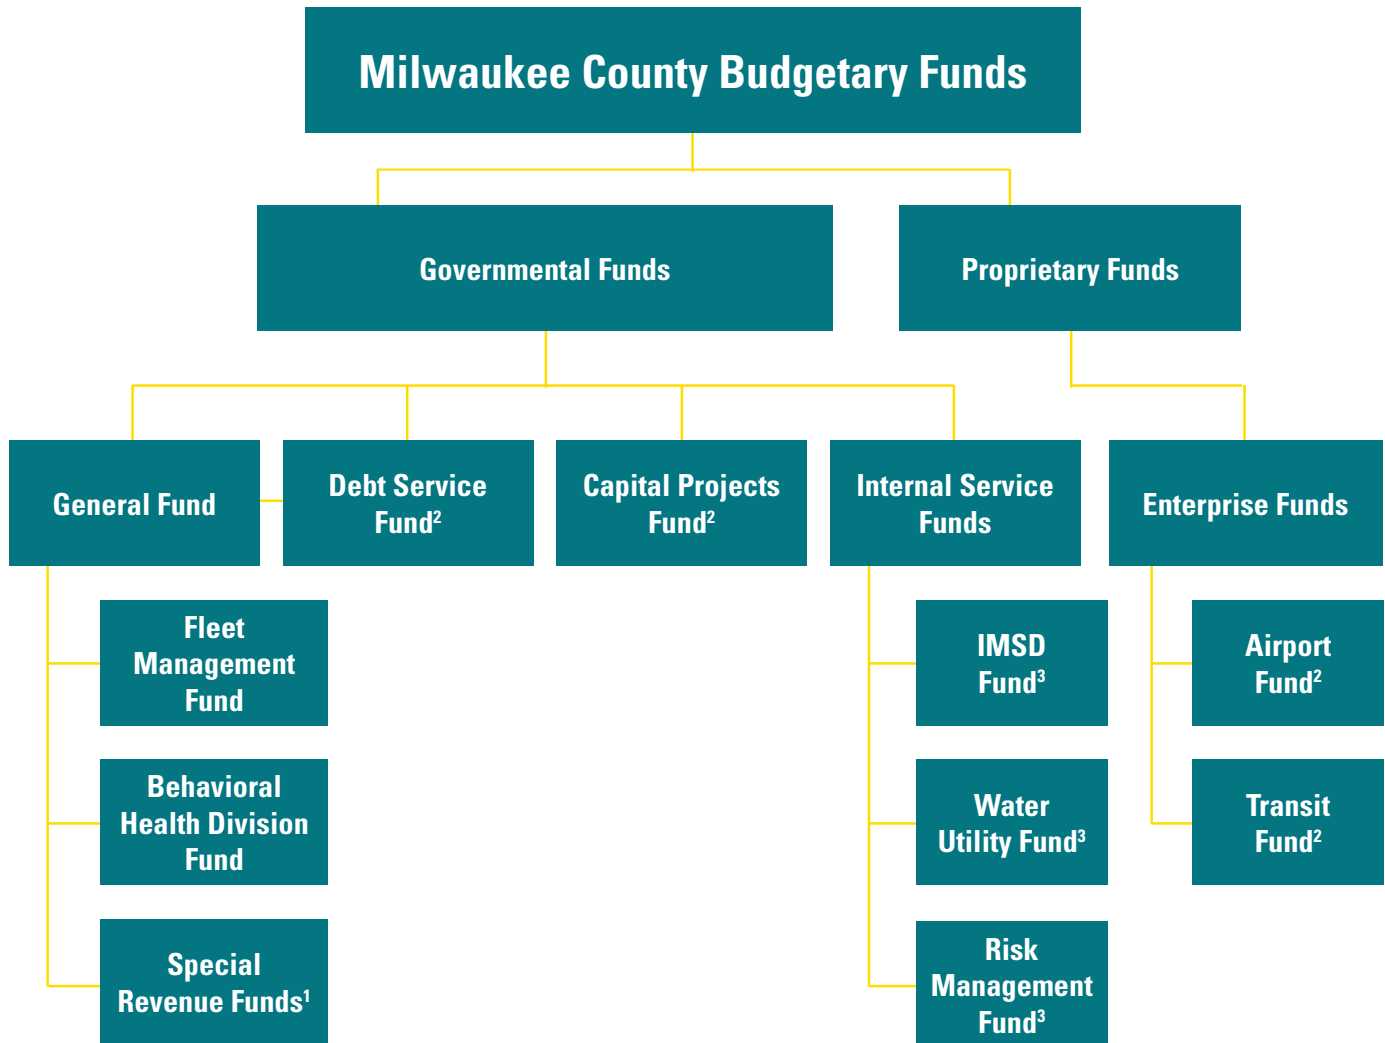 Milwaukee County Budgetary Funds
Governmental Funds
Proprietary Funds
General Fund
Debt Service
Fund²
Capital Projects
Fund²
Internal Service
Funds
Enterprise Funds
Fleet
Management
Fund
Behavioral
Health Division
Fund
Special
Revenue Funds¹
IMSD
Fund³
Water
Utility Fund³
Risk
Management
Fund³
Airport
Fund²
Transit
Fund²